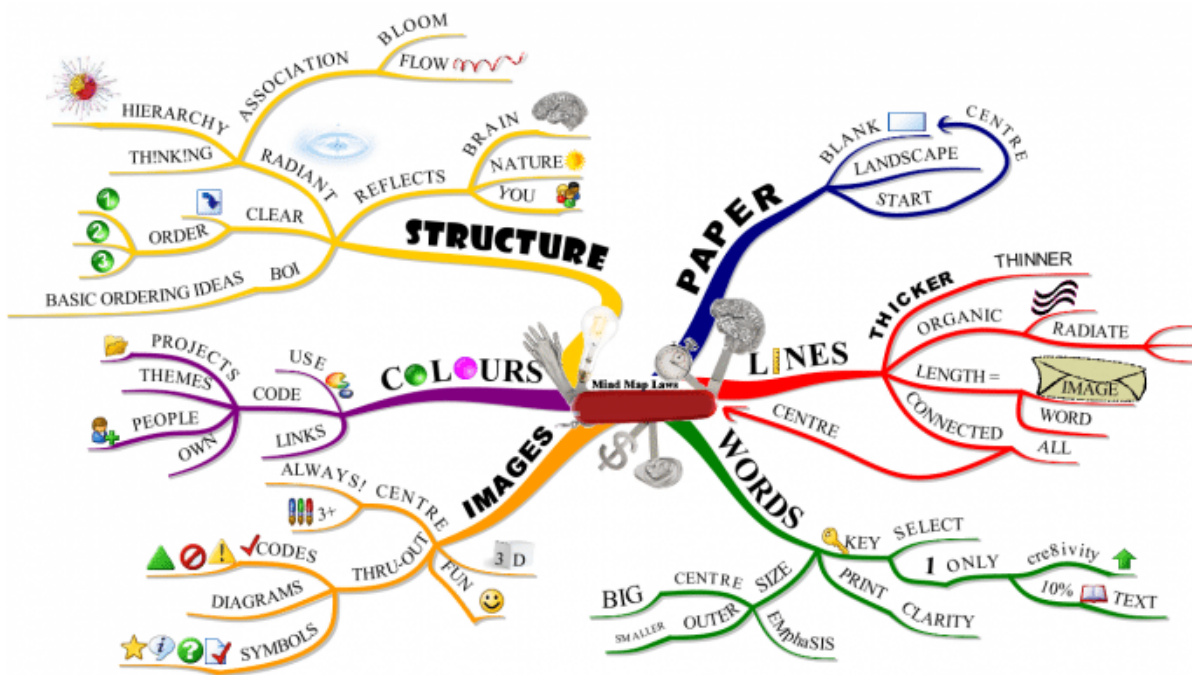 Mind Map Laws
PAPER
BLANK
CENTRE
LANDSCAPE
START
LINES
THICKER
THINNER
ORGANIC
RADIATE
LENGTH =
IMAGE
WORD
CONNECTED
ALL
CENTRE
WORDS
KEY
SELECT
1 ONLY
cre8ivity
10% TEXT
PRINT
CLARITY
SIZE
CENTRE
BIG
OUTER
SMALLER
EMphaSIS
IMAGES
CENTRE
ALWAYS!
3+
3 D
FUN
THRU-OUT
CODES
DIAGRAMS
SYMBOLS
COLOURS
USE
CODE
PROJECTS
THEMES
PEOPLE
OWN
LINKS
STRUCTURE
REFLECTS
BRAIN
NATURE
YOU
RADIANT
ASSOCIATION
BLOOM
FLOW
HIERARCHY
TH!NK!NG
CLEAR
ORDER
1
2
3
BOI
BASIC ORDERING IDEAS